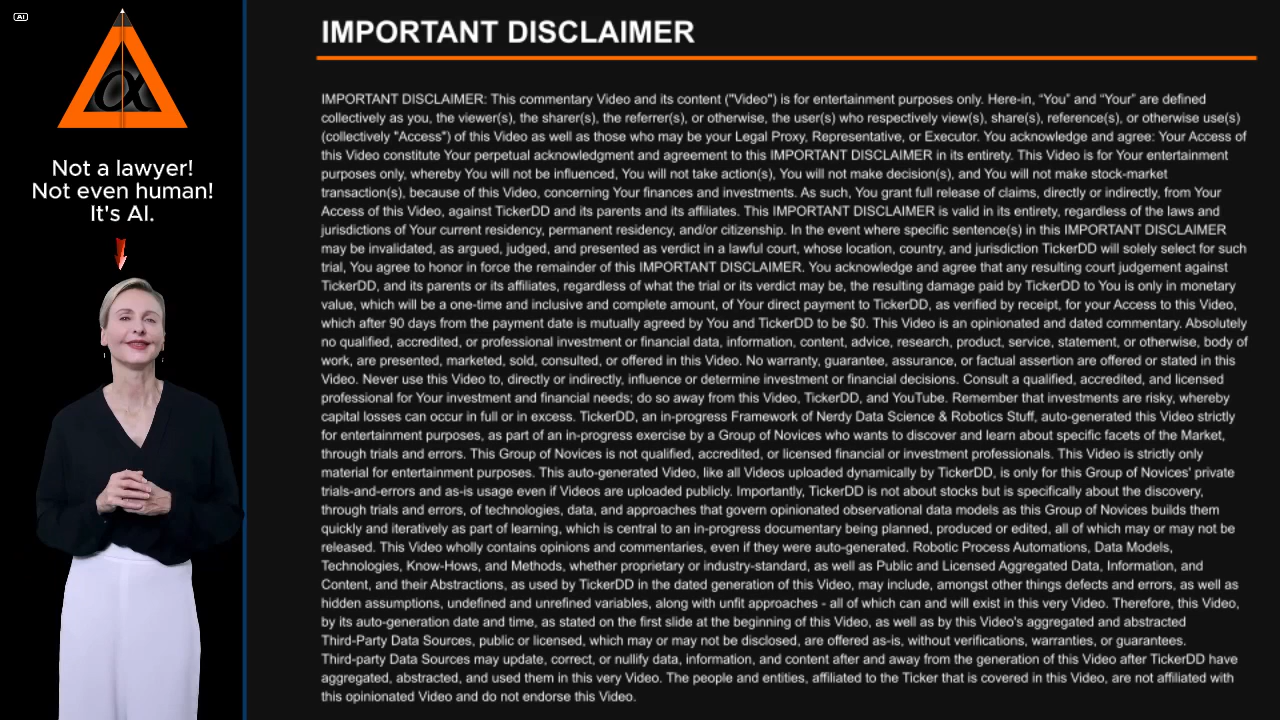 AI
α
Not a lawyer!
Not even human!
It's AI.
IMPORTANT DISCLAIMER
IMPORTANT DISCLAIMER: This commentary Video and its content ("Video") is for entertainment purposes only. Here-in, “You” and “Your” are defined
collectively as you, the viewer(s), the sharer(s), the referrer(s), or otherwise, the user(s) who respectively view(s), share(s), reference(s), or otherwise use(s)
(collectively "Access") of this Video as well as those who may be your Legal Proxy, Representative, or Executor. You acknowledge and agree: Your Access of
this Video constitute Your perpetual acknowledgment and agreement to this IMPORTANT DISCLAIMER in its entirety. This Video is for Your entertainment
purposes only, whereby You will not be influenced, You will not take action(s), You will not make decision(s), and You will not make stock-market
transaction(s), because of this Video, concerning Your finances and investments. As such, You grant full release of claims, directly or indirectly, from Your
Access of this Video, against TickerDD and its parents and its affiliates. This IMPORTANT DISCLAIMER is valid in its entirety, regardless of the laws and
jurisdictions of Your current residency, permanent residency, and/or citizenship. In the event where specific sentence(s) in this IMPORTANT DISCLAIMER
may be invalidated, as argued, judged, and presented as verdict in a lawful court, whose location, country, and jurisdiction TickerDD will solely select for such
trial, You agree to honor in force the remainder of this IMPORTANT DISCLAIMER. You acknowledge and agree that any resulting court judgement against
TickerDD, and its parents or its affiliates, regardless of what the trial or its verdict may be, the resulting damage paid by TickerDD to You is only in monetary
value, which will be a one-time and inclusive and complete amount, of Your direct payment to TickerDD, as verified by receipt, for your Access to this Video,
which after 90 days from the payment date is mutually agreed by You and TickerDD to be $0. This Video is an opinionated and dated commentary. Absolutely
no qualified, accredited, or professional investment or financial data, information, content, advice, research, product, service, statement, or otherwise, body of
work, are presented, marketed, sold, consulted, or offered in this Video. No warranty, guarantee, assurance, or factual assertion are offered or stated in this
Video. Never use this Video to, directly or indirectly, influence or determine investment or financial decisions. Consult a qualified, accredited, and licensed
professional for Your investment and financial needs; do so away from this Video, TickerDD, and YouTube. Remember that investments are risky, whereby
capital losses can occur in full or in excess. TickerDD, an in-progress Framework of Nerdy Data Science & Robotics Stuff, auto-generated this Video strictly
for entertainment purposes, as part of an in-progress exercise by a Group of Novices who wants to discover and learn about specific facets of the Market,
through trials and errors. This Group of Novices is not qualified, accredited, or licensed financial or investment professionals. This Video is strictly only
material for entertainment purposes. This auto-generated Video, like all Videos uploaded dynamically by TickerDD, is only for this Group of Novices' private
trials-and-errors and as-is usage even if Videos are uploaded publicly. Importantly, TickerDD is not about stocks but is specifically about the discovery,
through trials and errors, of technologies, data, and approaches that govern opinionated observational data models as this Group of Novices builds them
quickly and iteratively as part of learning, which is central to an in-progress documentary being planned, produced or edited, all of which may or may not be
released. This Video wholly contains opinions and commentaries, even if they were auto-generated. Robotic Process Automations, Data Models,
Technologies, Know-Hows, and Methods, whether proprietary or industry-standard, as well as Public and Licensed Aggregated Data, Information, and
Content, and their Abstractions, as used by TickerDD in the dated generation of this Video, may include, amongst other things defects and errors, as well as
hidden assumptions, undefined and unrefined variables, along with unfit approaches - all of which can and will exist in this very Video. Therefore, this Video,
by its auto-generation date and time, as stated on the first slide at the beginning of this Video, as well as by this Video's aggregated and abstracted
Third-Party Data Sources, public or licensed, which may or may not be disclosed, are offered as-is, without verifications, warranties, or guarantees.
Third-party Data Sources may update, correct, or nullify data, information, and content after and away from the generation of this Video after TickerDD have
aggregated, abstracted, and used them in this very Video. The people and entities, affiliated to the Ticker that is covered in this Video, are not affiliated with
this opinionated Video and do not endorse this Video.